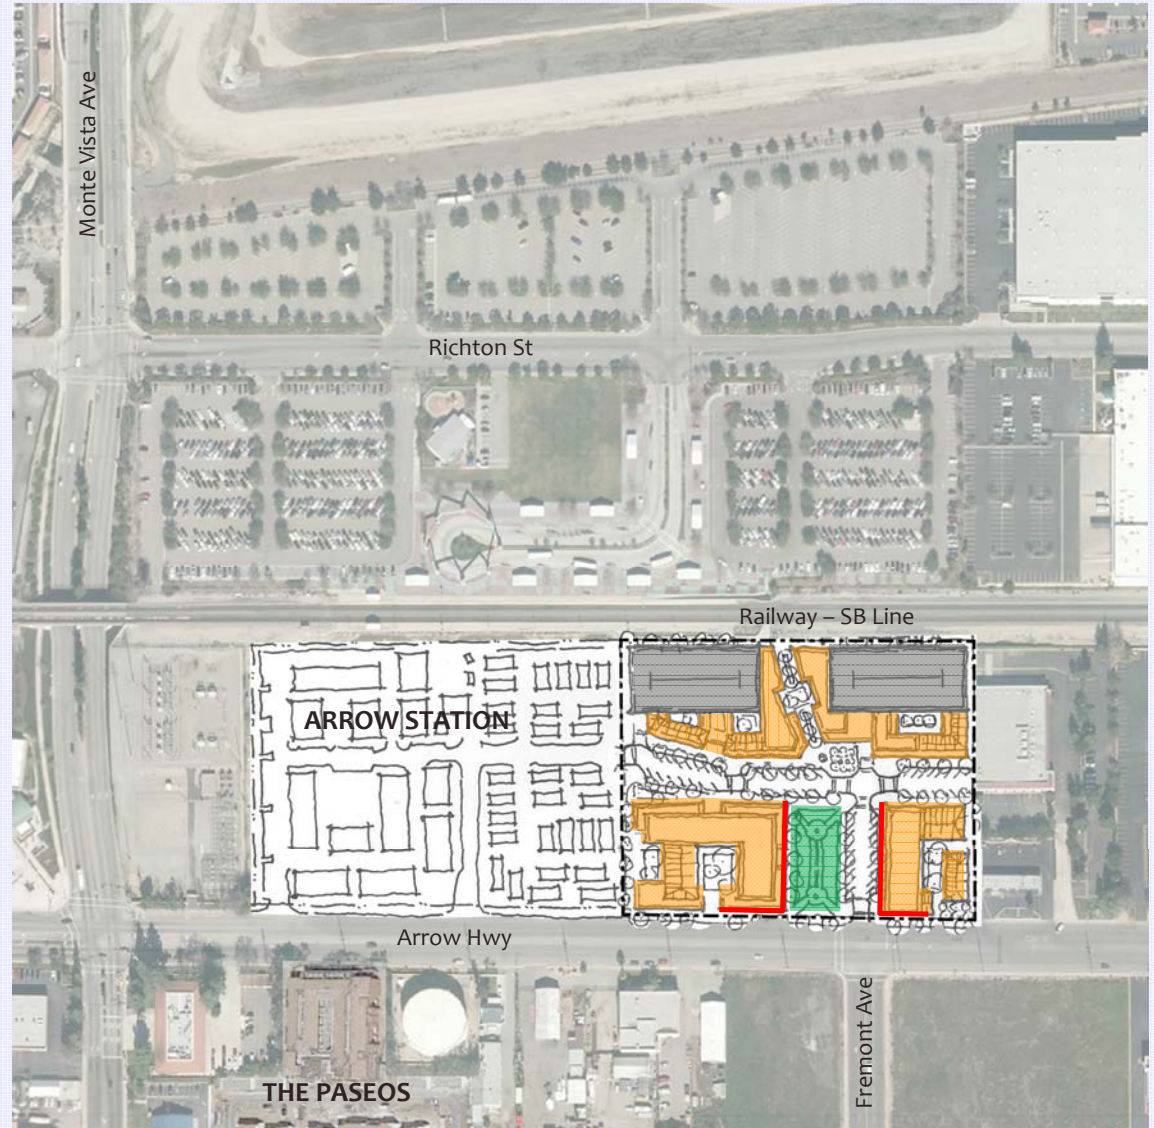 Monte Vista Ave
Richton St
Railway – SB Line
ARROW STATION
Arrow Hwy
Fremont Ave
THE PASEOS